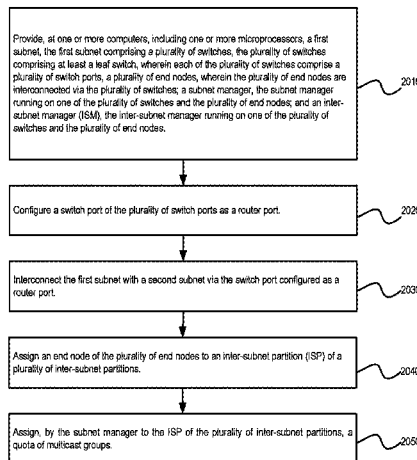 Provide, at one or more computers, including one or more microprocessors, a first
subnet, the first subnet comprising a plurality of switches, the plurality of switches
comprising at least a leaf switch, wherein each of the plurality of switches comprise a
plurality of switch ports, a plurality of end nodes, wherein the plurality of end nodes are
interconnected via the plurality of switches; a subnet manager, the subnet manager
running on one of the plurality of switches and the plurality of end nodes; and an inter-
subnet manager (ISM), the inter-subnet manager running on one of the plurality of
switches and the plurality of end nodes.
2010
Configure a switch port of the plurality of switch ports as a router port.
2020
Interconnect the first subnet with a second subnet via the switch port configured as a
router port.
2030
Assign an end node of the plurality of end nodes to an inter-subnet partition (ISP) of a
plurality of inter-subnet partitions.
2040
Assign, by the subnet manager to the ISP of the plurality of inter-subnet partitions, a
quota of multicast groups.
2050